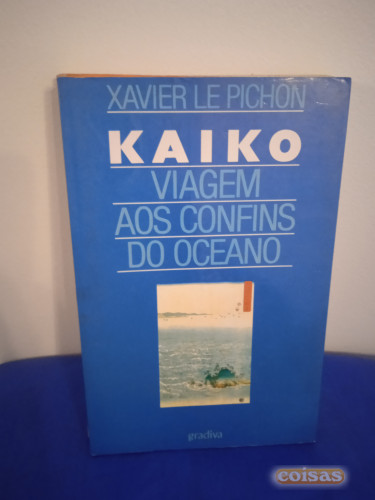 XAVIER LE PICHON
KAIKO
VIAGEM
AOS CONFINS
DO OCEANO
gradiva
coisas